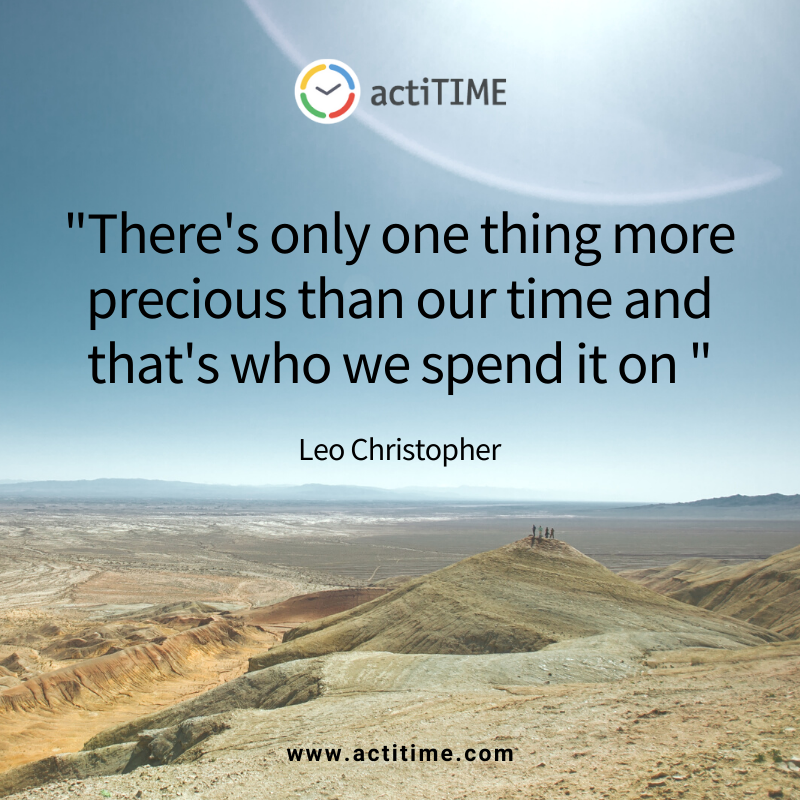 actiTIME
"There's only one thing more
precious than our time and
that's who we spend it on "
Leo Christopher
www.actitime.com